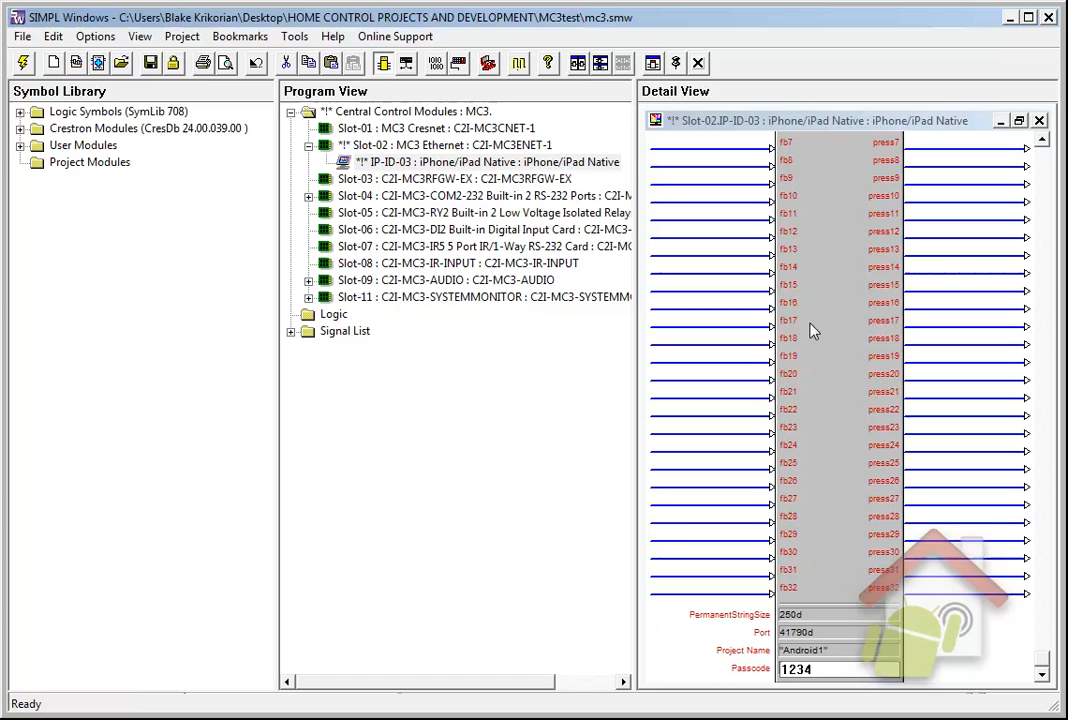 SIMPL Windows - C:\Users\Blake Krikorian\Desktop\HOME CONTROL PROJECTS AND DEVELOPMENT\MC3test\mc3.smw
File Edit Options View Project Bookmarks Tools Help Online Support
Symbol Library
Logic Symbols (SymLib 708)
Crestron Modules (CresDb 24.00.039.00 )
User Modules
Project Modules
Program View
*!* Central Control Modules : MC3.
Slot-01 : MC3 Cresnet : C2I-MC3CNET-1
*!* Slot-02 : MC3 Ethernet : C2I-MC3ENET-1
*!* IP-ID-03 : iPhone/iPad Native : iPhone/iPad Native
Slot-03 : C2I-MC3RFGW-EX : C2I-MC3RFGW-EX
Slot-04 : C2I-MC3-COM2-232 Built-in 2 RS-232 Ports : C2I-
Slot-05 : C2I-MC3-RY2 Built-in 2 Low Voltage Isolated Relay
Slot-06 : C2I-MC3-DI2 Built-in Digital Input Card : C2I-MC3-
Slot-07 : C2I-MC3-IR5 5 Port IR/1-Way RS-232 Card : C2I-MC
Slot-08 : C2I-MC3-IR-INPUT : C2I-MC3-IR-INPUT
Slot-09 : C2I-MC3-AUDIO : C2I-MC3-AUDIO
Slot-11 : C2I-MC3-SYSTEMMONITOR : C2I-MC3-SYSTEMM
Logic
Signal List
Detail View
*!* Slot-02.IP-ID-03 : iPhone/iPad Native : iPhone/iPad Native
fb7 press7
fb8 press8
fb9 press9
fb10 press10
fb11 press11
fb12 press12
fb13 press13
fb14 press14
fb15 press15
fb16 press16
fb17 press17
fb18 press18
fb19 press19
fb20 press20
fb21 press21
fb22 press22
fb23 press23
fb24 press24
fb25 press25
fb26 press26
fb27 press27
fb28 press28
fb29 press29
fb30 press30
fb31 press31
fb32 press32
PermanentStringSize 250d
Port 41790d
Project Name "Android1"
Passcode 1234
Ready